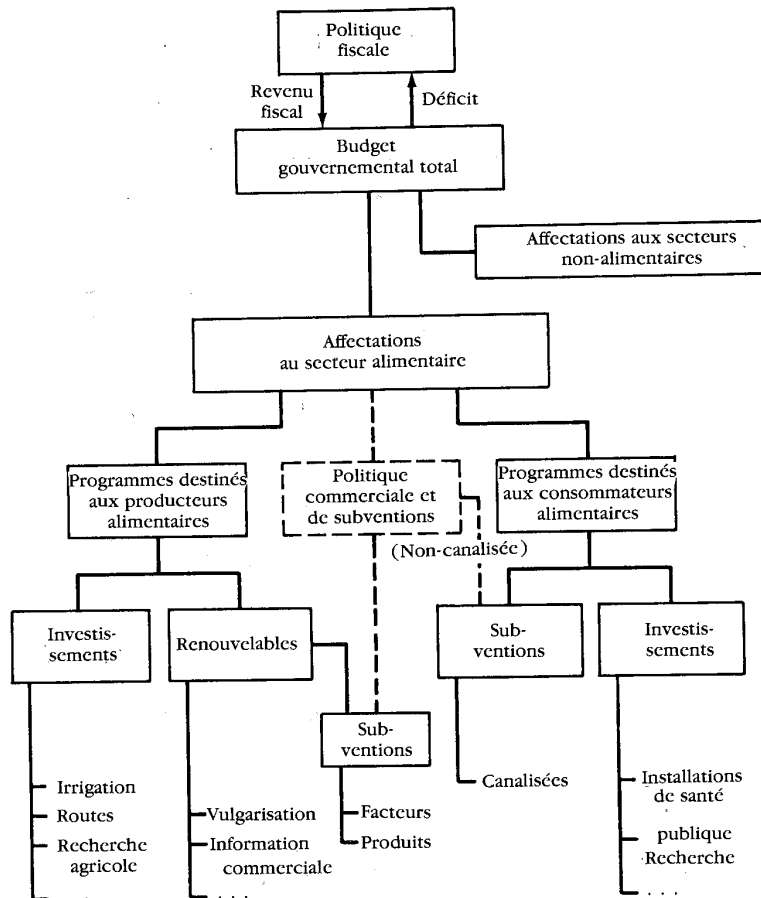 Politique
fiscale
Revenu
fiscal
Déficit
Budget
gouvernemental total
Affectations aux secteurs
non-alimentaires
Affectations
au secteur alimentaire
Programmes destinés
aux producteurs
alimentaires
Politique
commerciale et
de subventions
(Non-canalisée)
Programmes destinés
aux consommateurs
alimentaires
Investis-
sements
Renouvelables
Sub-
ventions
Investis-
sements
Sub-
ventions
Irrigation
Routes
Recherche
agricole
Vulgarisation
Information
commerciale
. . .
Facteurs
Produits
Canalisées
Installations
de santé
publique
Recherche
. . .